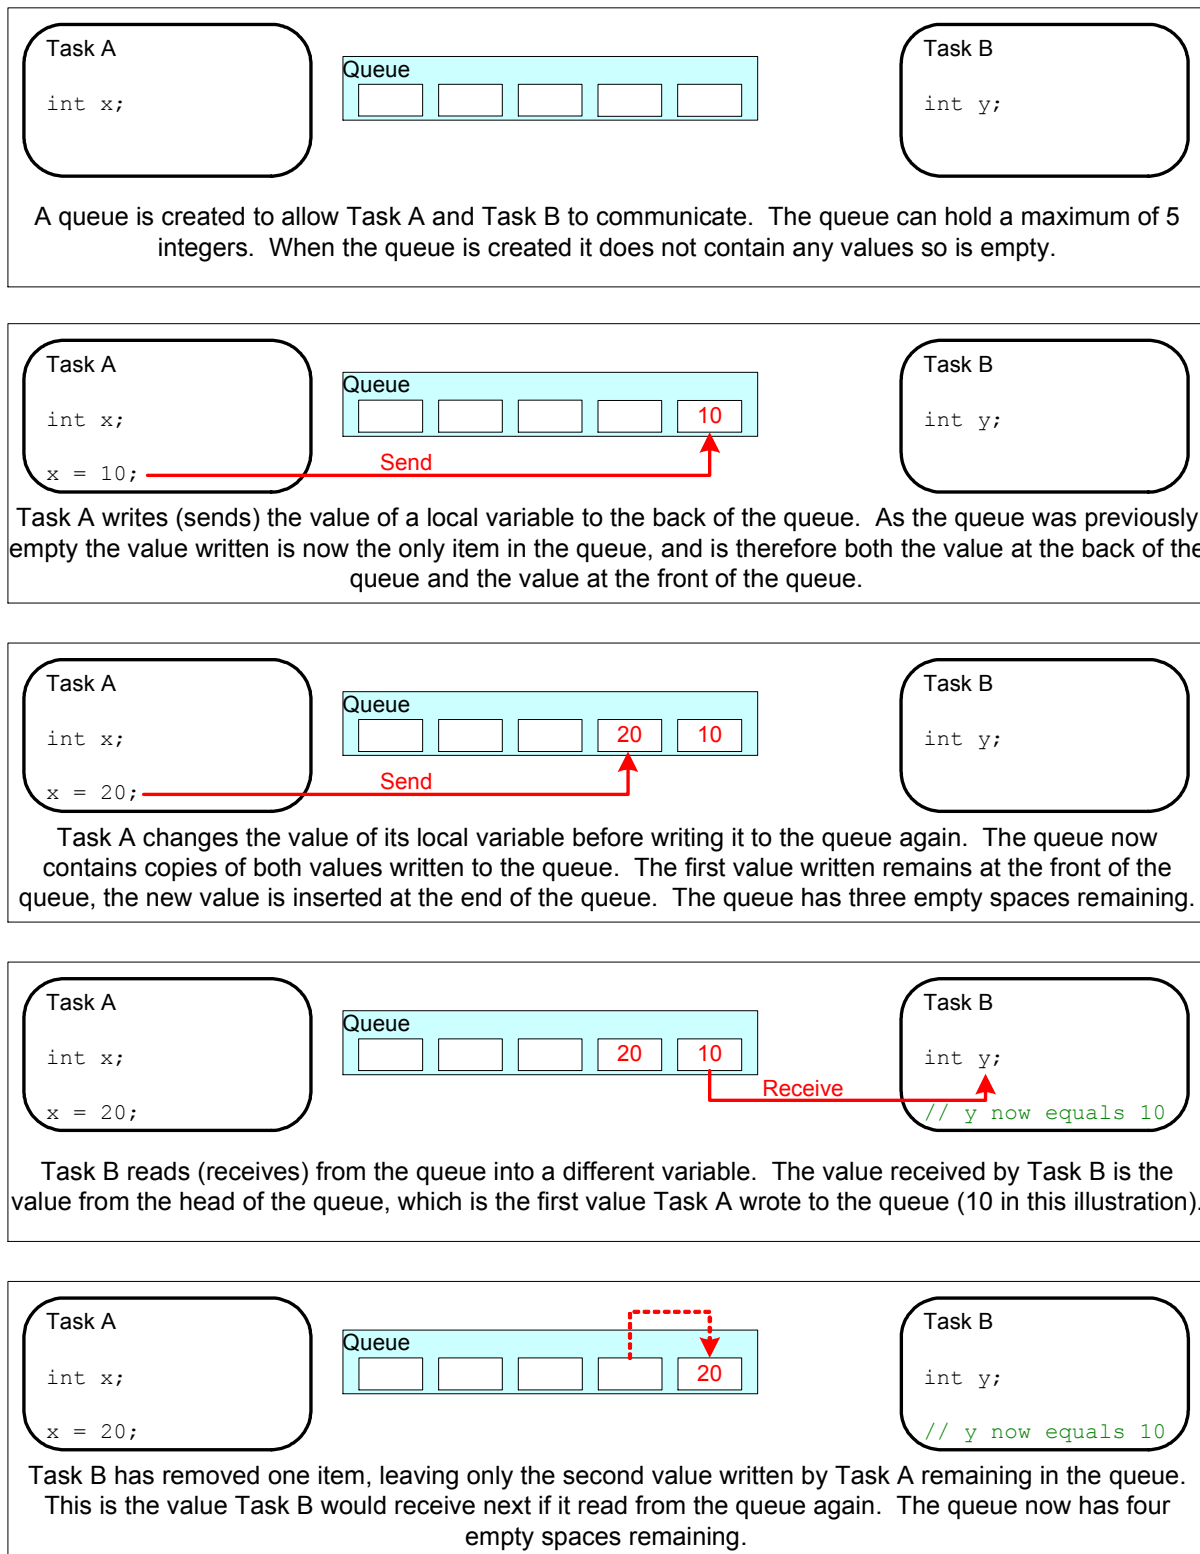 Task A
int x;
Queue
Task B
int y;
A queue is created to allow Task A and Task B to communicate.  The queue can hold a maximum of 5
integers.  When the queue is created it does not contain any values so is empty.
Task A
int x;
x = 10;
Queue
10
Send
Task B
int y;
Task A writes (sends) the value of a local variable to the back of the queue.  As the queue was previously
empty the value written is now the only item in the queue, and is therefore both the value at the back of the
queue and the value at the front of the queue.
Task A
int x;
x = 20;
Queue
20 10
Send
Task B
int y;
Task A changes the value of its local variable before writing it to the queue again.  The queue now
contains copies of both values written to the queue.  The first value written remains at the front of the
queue, the new value is inserted at the end of the queue.  The queue has three empty spaces remaining.
Task A
int x;
x = 20;
Queue
20 10
Receive
Task B
int y;
// y now equals 10
Task B reads (receives) from the queue into a different variable.  The value received by Task B is the
value from the head of the queue, which is the first value Task A wrote to the queue (10 in this illustration).
Task A
int x;
x = 20;
Queue
20
Task B
int y;
// y now equals 10
Task B has removed one item, leaving only the second value written by Task A remaining in the queue.
This is the value Task B would receive next if it read from the queue again.  The queue now has four
empty spaces remaining.